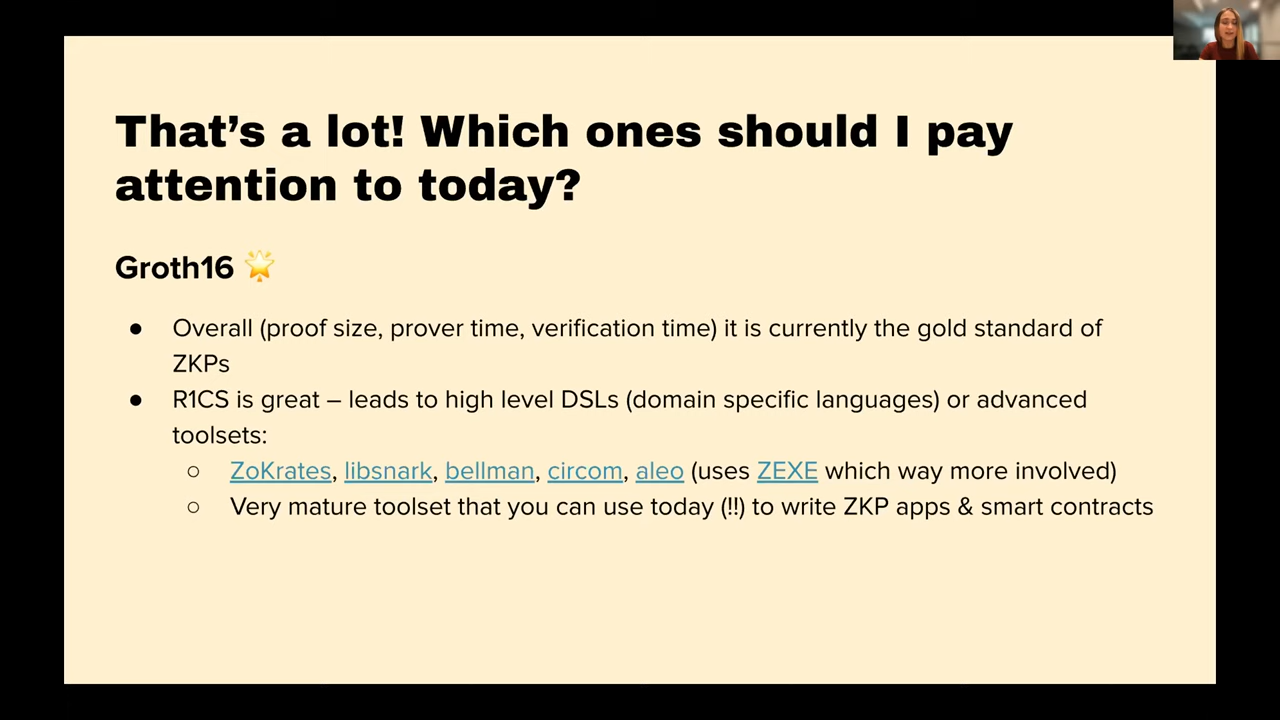 That’s a lot! Which ones should I pay
attention to today?
Groth16 🌟
● Overall (proof size, prover time, verification time) it is currently the gold standard of
ZKPs
● R1CS is great – leads to high level DSLs (domain specific languages) or advanced
toolsets:
○ ZoKrates, libsnark, bellman, circom, aleo (uses ZEXE which way more involved)
○ Very mature toolset that you can use today (!!) to write ZKP apps & smart contracts